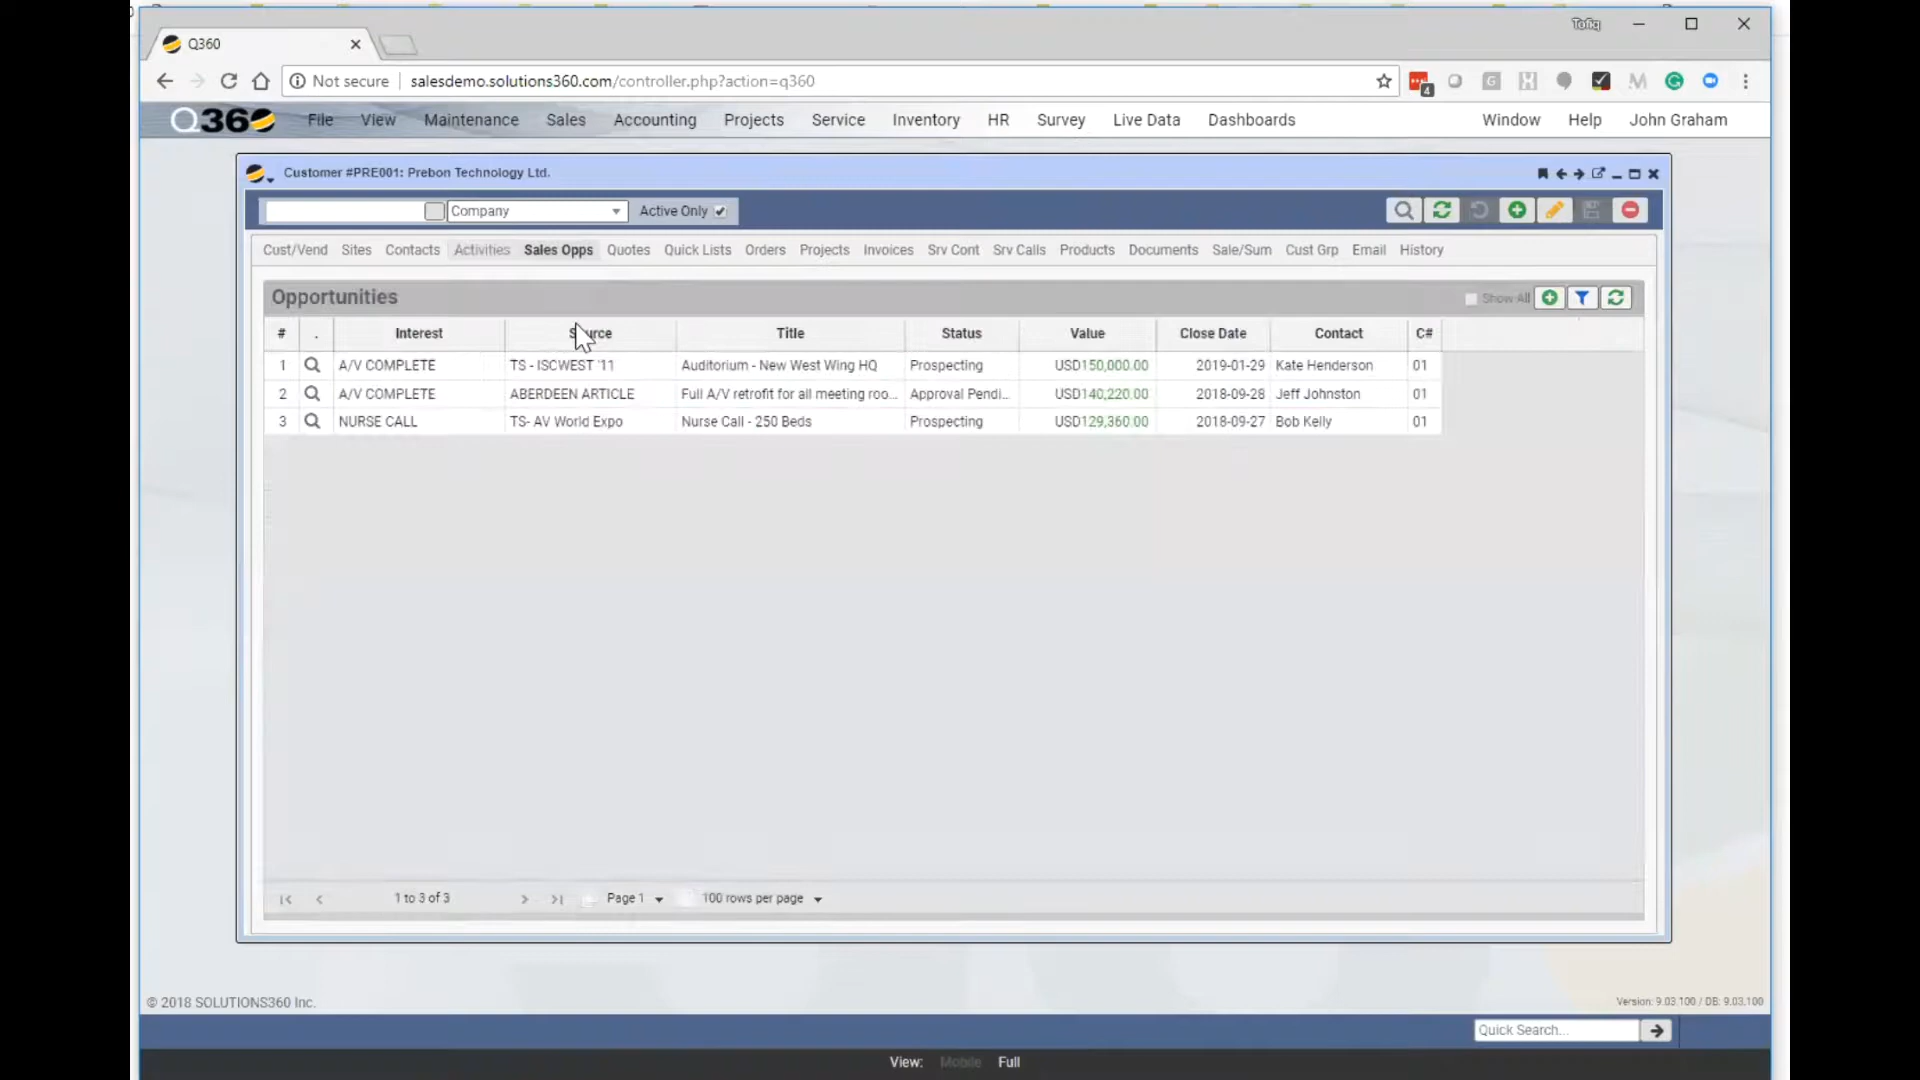 Tofiq
Q360
Not secure | salesdemo.solutions360.com/controller.php?action=q360
4
Q360 File View Maintenance Sales Accounting Projects Service Inventory HR Survey Live Data Dashboards Window Help John Graham
Customer #PRE001: Prebon Technology Ltd.
Company Active Only
Cust/Vend Sites Contacts Activities Sales Opps Quotes Quick Lists Orders Projects Invoices Srv Cont Srv Calls Products Documents Sale/Sum Cust Grp Email History
Opportunities Show All
# . Interest Source Title Status Value Close Date Contact C#
1 A/V COMPLETE TS - ISCWEST '11 Auditorium - New West Wing HQ Prospecting USD150,000.00 2019-01-29 Kate Henderson 01
2 A/V COMPLETE ABERDEEN ARTICLE Full A/V retrofit for all meeting roo... Approval Pendi... USD140,220.00 2018-09-28 Jeff Johnston 01
3 NURSE CALL TS- AV World Expo Nurse Call - 250 Beds Prospecting USD129,360.00 2018-09-27 Bob Kelly 01
1 to 3 of 3 Page 1 100 rows per page
© 2018 SOLUTIONS360 Inc. Version: 9.03.100 / DB: 9.03.100
Quick Search...
View: Mobile Full